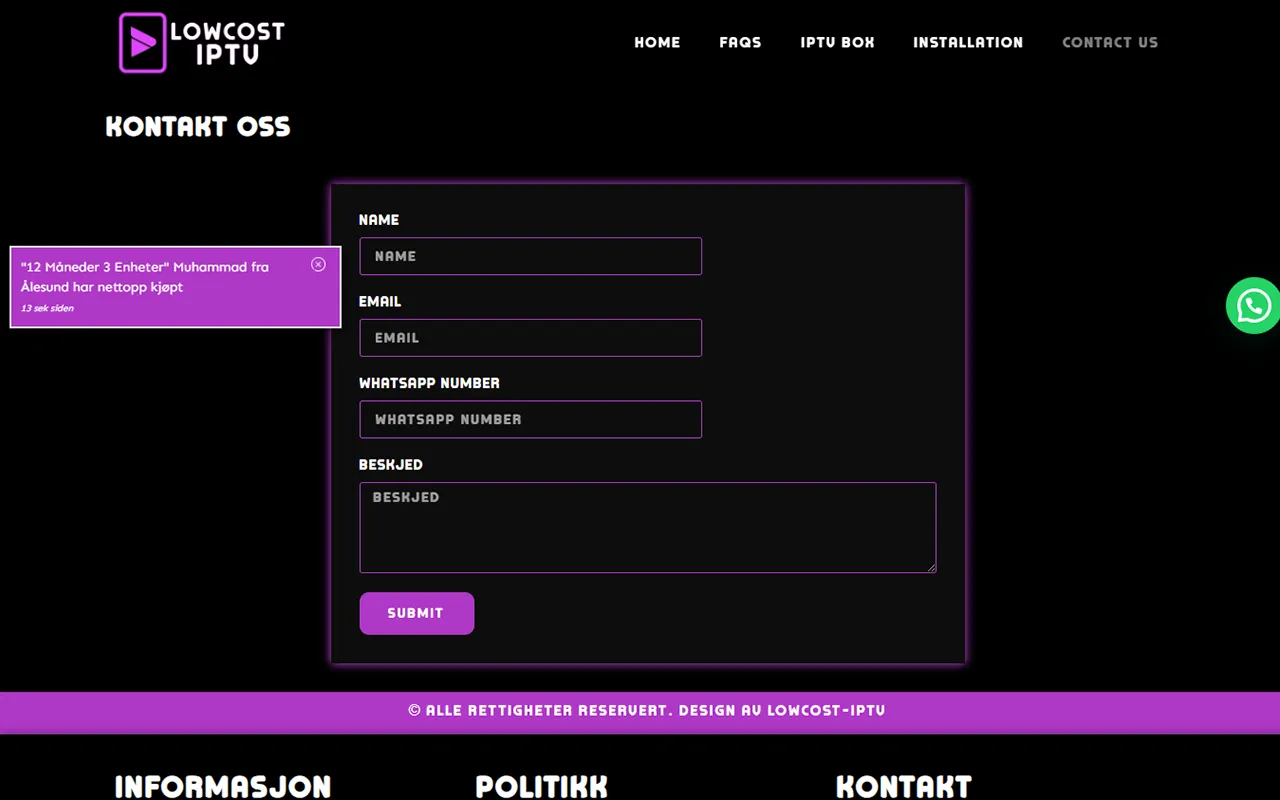 LOWCOST
IPTV
HOME FAQS IPTV BOX INSTALLATION CONTACT US
KONTAKT OSS
NAME
NAME
"12 Måneder 3 Enheter" Muhammad fra
Ålesund har nettopp kjøpt
13 sek siden
EMAIL
EMAIL
WHATSAPP NUMBER
WHATSAPP NUMBER
BESKJED
BESKJED
SUBMIT
© ALLE RETTIGHETER RESERVERT. DESIGN AV LOWCOST-IPTV
INFORMASJON POLITIKK KONTAKT